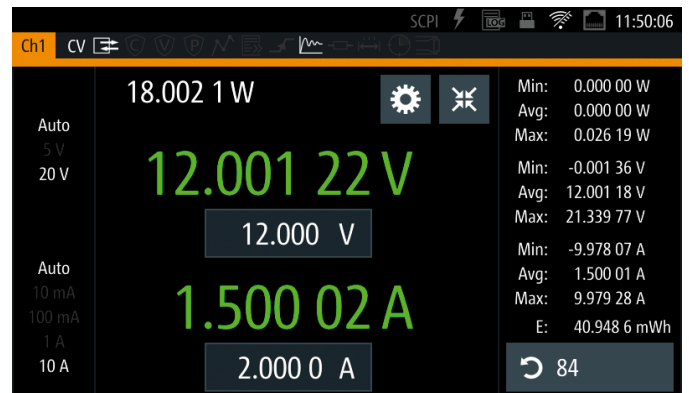 SCPI LOG 11:50:06
Ch1 CV C V P
18.002 1 W
Auto
5 V
20 V
12.001 22 V
12.000 V
Auto
10 mA
100 mA
1 A
10 A
1.500 02 A
2.000 0 A
Min: 0.000 00 W
Avg: 0.000 00 W
Max: 0.026 19 W
Min: -0.001 36 V
Avg: 12.001 18 V
Max: 21.339 77 V
Min: -9.978 07 A
Avg: 1.500 01 A
Max: 9.979 28 A
E: 40.948 6 mWh
84